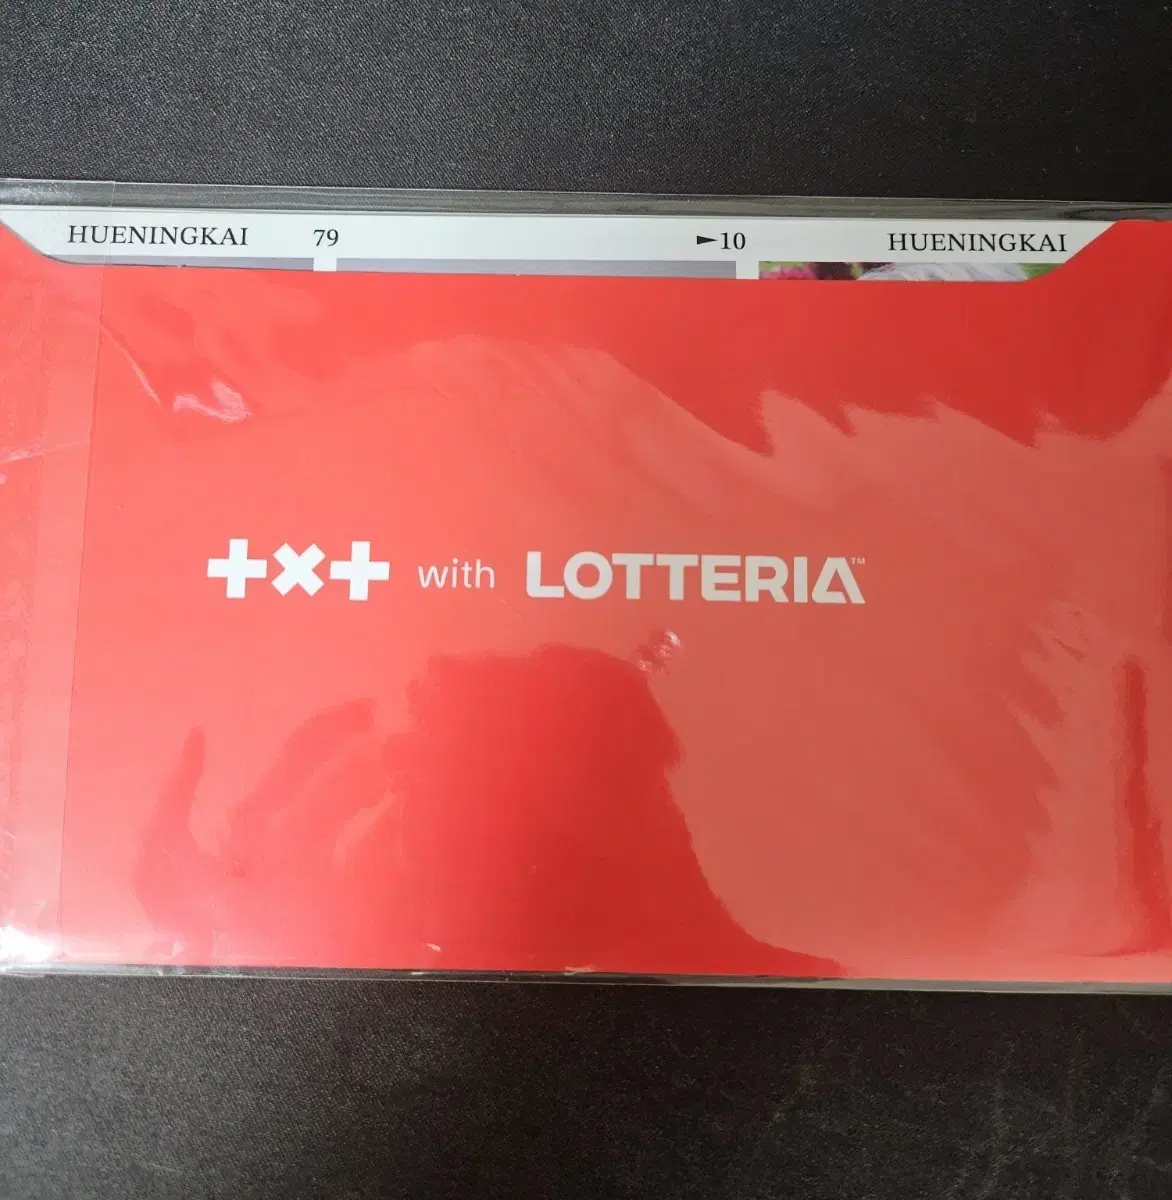 HUENINGKAI 79 ►10 HUENINGKAI
+×+ with LOTTERIA™